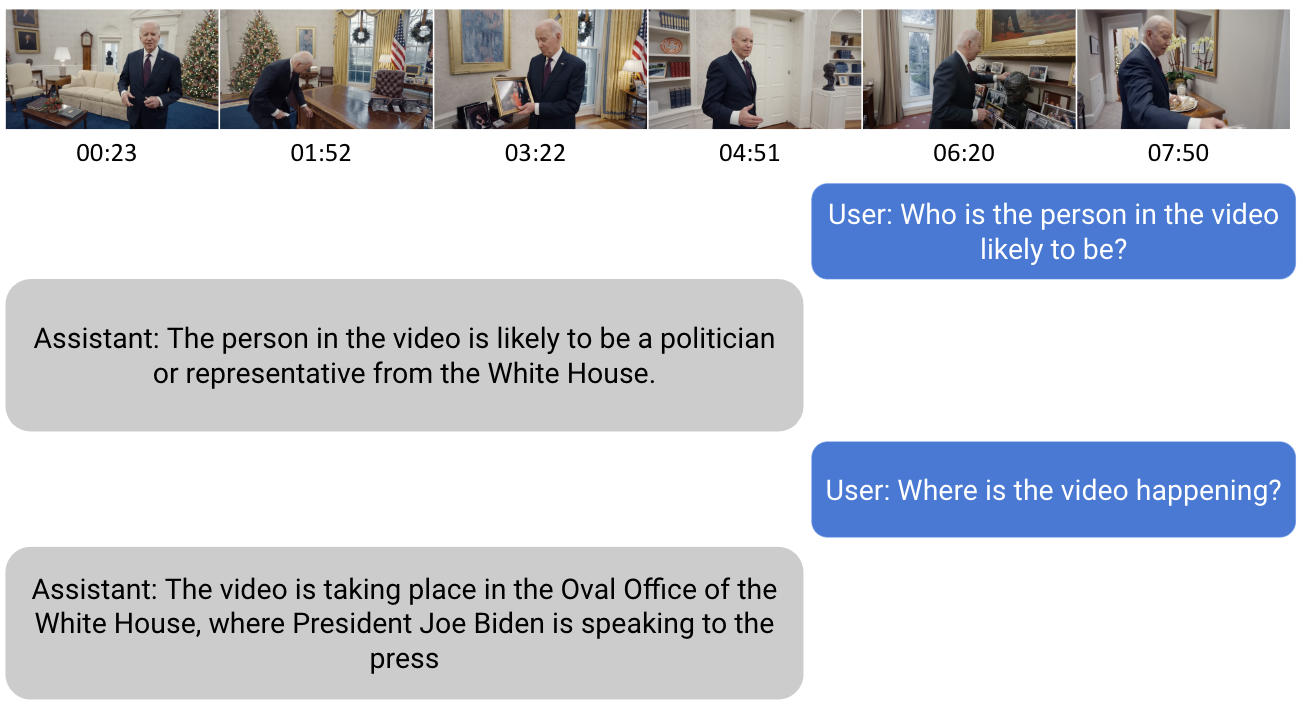 00:23 01:52 03:22 04:51 06:20 07:50
User: Who is the person in the video
likely to be?
Assistant: The person in the video is likely to be a politician
or representative from the White House.
User: Where is the video happening?
Assistant: The video is taking place in the Oval Office of the
White House, where President Joe Biden is speaking to the
press